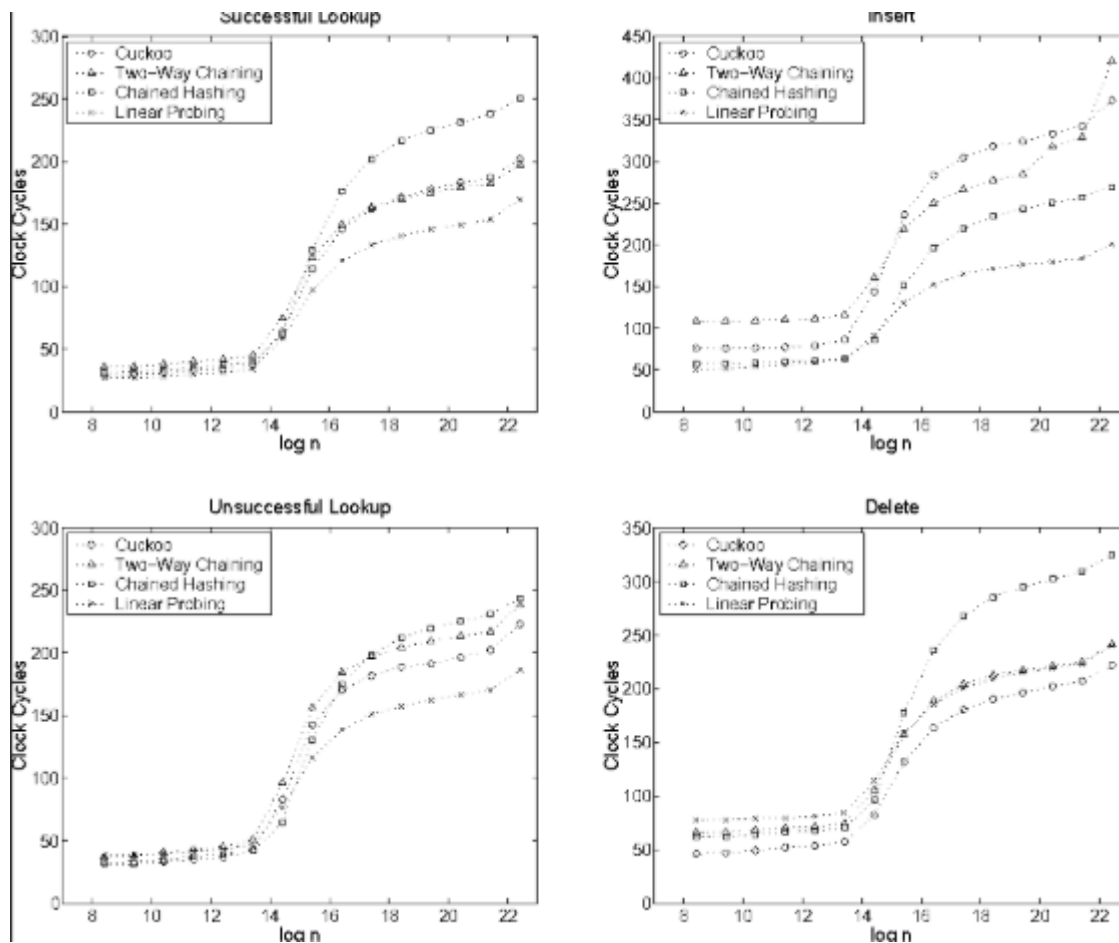 Successful Lookup
300
250
200
150
100
50
0
Clock Cycles
Cuckoo
Two-Way Chaining
Chained Hashing
Linear Probing
8 10 12 14 16 18 20 22
log n
Insert
450
400
350
300
250
200
150
100
50
0
Clock Cycles
Cuckoo
Two-Way Chaining
Chained Hashing
Linear Probing
8 10 12 14 16 18 20 22
log n
Unsuccessful Lookup
300
250
200
150
100
50
0
Clock Cycles
Cuckoo
Two-Way Chaining
Chained Hashing
Linear Probing
8 10 12 14 16 18 20 22
log n
Delete
350
300
250
200
150
100
50
0
Clock Cycles
Cuckoo
Two-Way Chaining
Chained Hashing
Linear Probing
8 10 12 14 16 18 20 22
log n